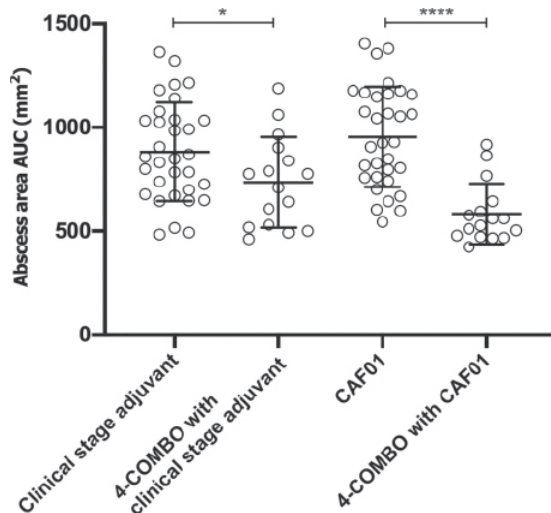 * ****
1500
1000
500
0
Abscess area AUC (mm²)
Clinical stage adjuvant
4-COMBO with
clinical stage adjuvant
CAF01
4-COMBO with CAF01